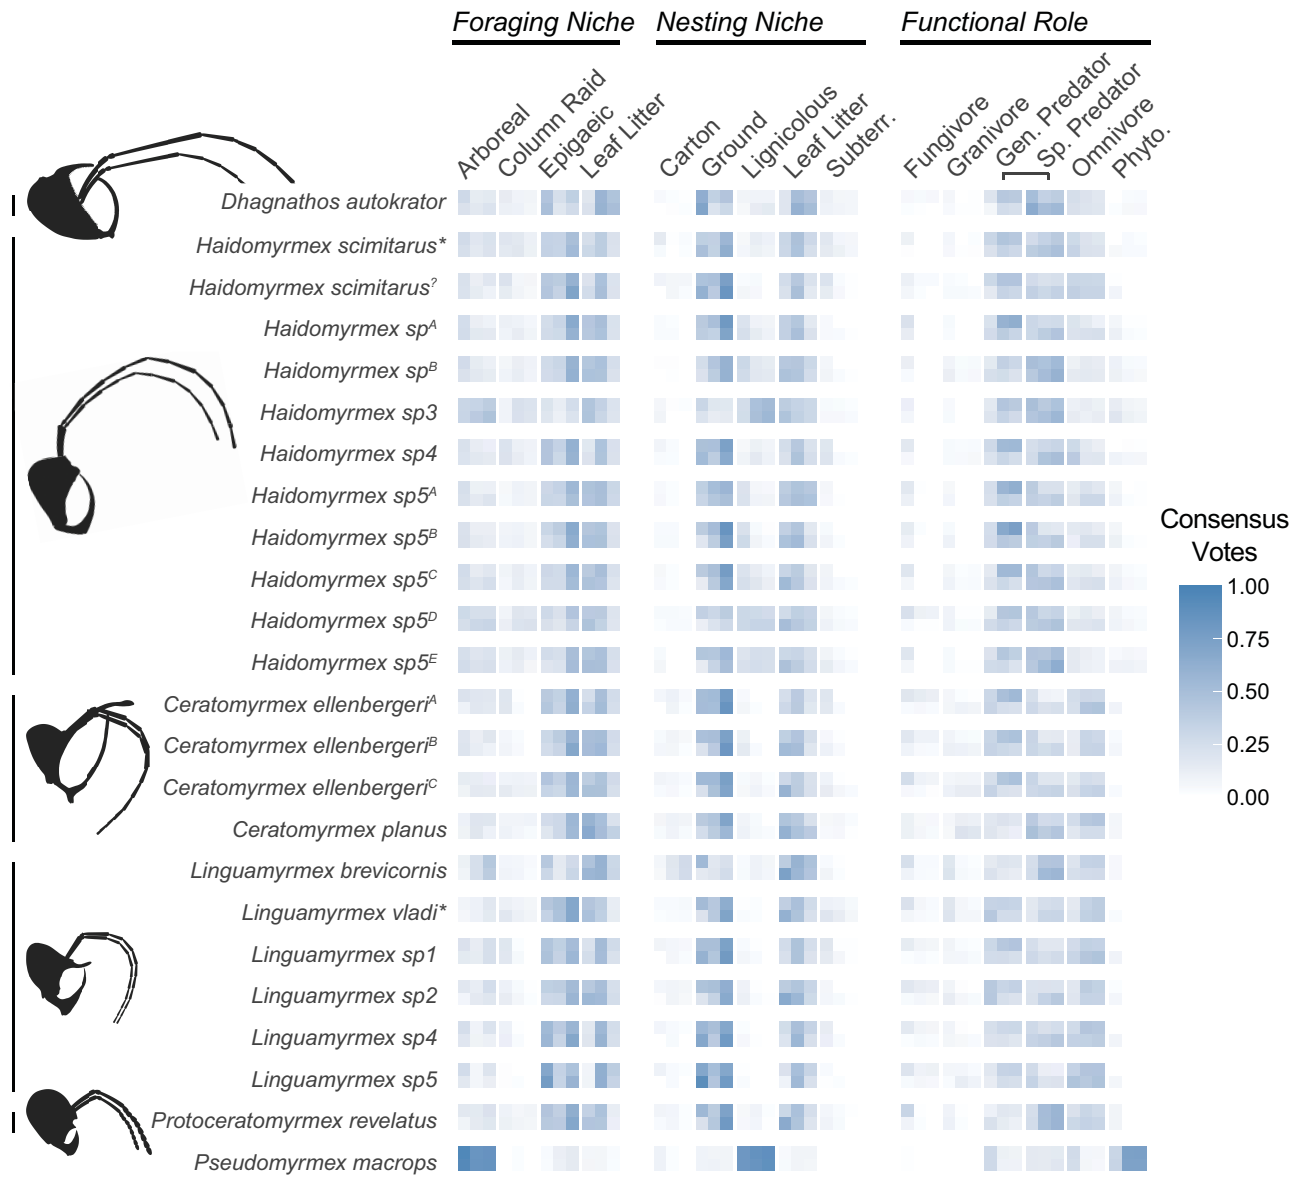 Foraging Niche Nesting Niche Functional Role
Arboreal
Column Raid
Epigaeic
Leaf Litter
Carton
Ground
Lignicolous
Leaf Litter
Subterr.
Fungivore
Granivore
Gen. Predator
Sp. Predator
Omnivore
Phyto.
Dhagnathos autokrator
Haidomyrmex scimitarus*
Haidomyrmex scimitarus?
Haidomyrmex spA
Haidomyrmex spB
Haidomyrmex sp3
Haidomyrmex sp4
Haidomyrmex sp5A
Haidomyrmex sp5B
Haidomyrmex sp5C
Haidomyrmex sp5D
Haidomyrmex sp5E
Ceratomyrmex ellenbergeriA
Ceratomyrmex ellenbergeriB
Ceratomyrmex ellenbergeriC
Ceratomyrmex planus
Linguamyrmex brevicornis
Linguamyrmex vladi*
Linguamyrmex sp1
Linguamyrmex sp2
Linguamyrmex sp4
Linguamyrmex sp5
Protoceratomyrmex revelatus
Pseudomyrmex macrops
Consensus
Votes
1.00
0.75
0.50
0.25
0.00